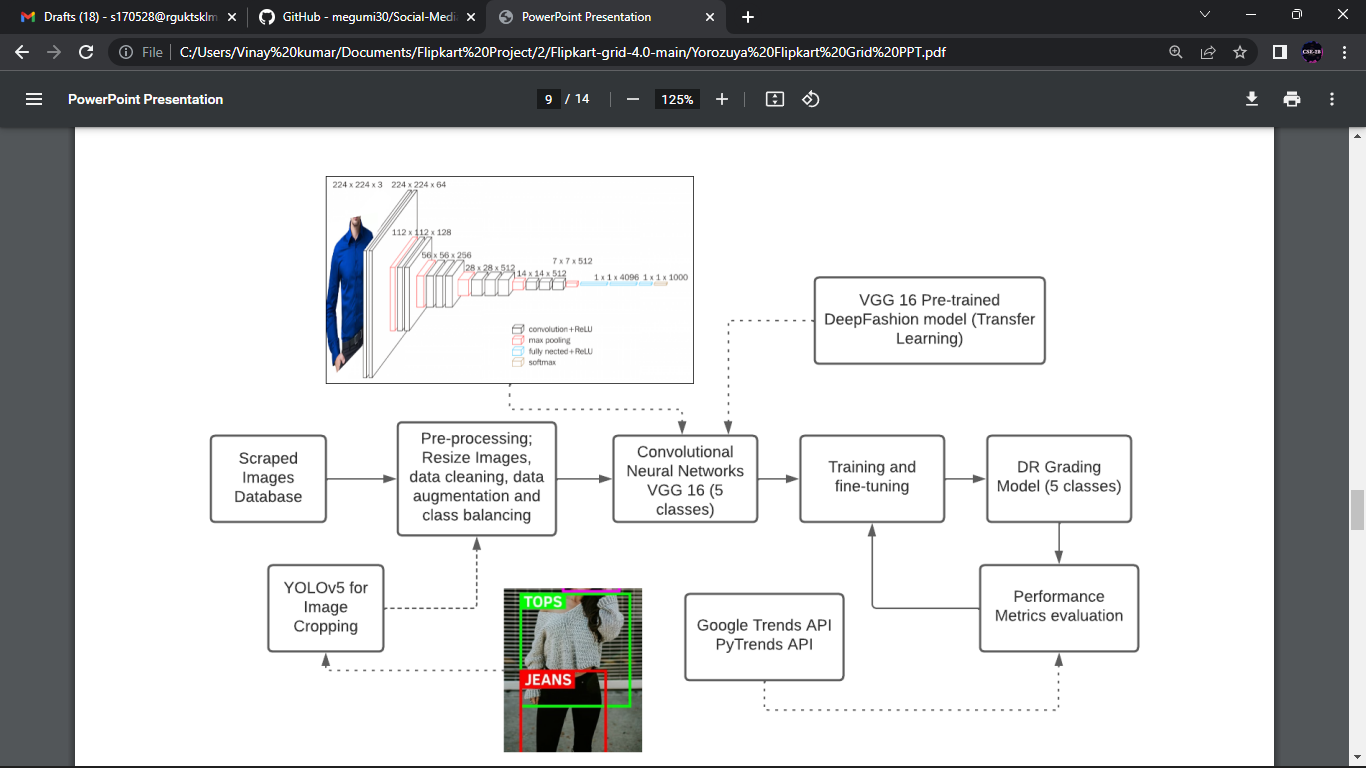 Drafts (18) - s170528@rguktsklm
GitHub - megumi30/Social-Medi
PowerPoint Presentation
File
C:/Users/Vinay%20kumar/Documents/Flipkart%20Project/2/Flipkart-grid-4.0-main/Yorozuya%20Flipkart%20Grid%20PPT.pdf
CSE-1B
PowerPoint Presentation
9 / 14
125%
224 x 224 x 3
224 x 224 x 64
112 x 112 x 128
56 x 56 x 256
28 x 28 x 512
14 x 14 x 512
7 x 7 x 512
1 x 1 x 4096
1 x 1 x 1000
convolution+ReLU
max pooling
fully nected+ReLU
softmax
VGG 16 Pre-trained
DeepFashion model (Transfer
Learning)
Scraped
Images
Database
Pre-processing;
Resize Images,
data cleaning, data
augmentation and
class balancing
Convolutional
Neural Networks
VGG 16 (5
classes)
Training and
fine-tuning
DR Grading
Model (5 classes)
YOLOv5 for
Image
Cropping
TOPS
JEANS
Google Trends API
PyTrends API
Performance
Metrics evaluation